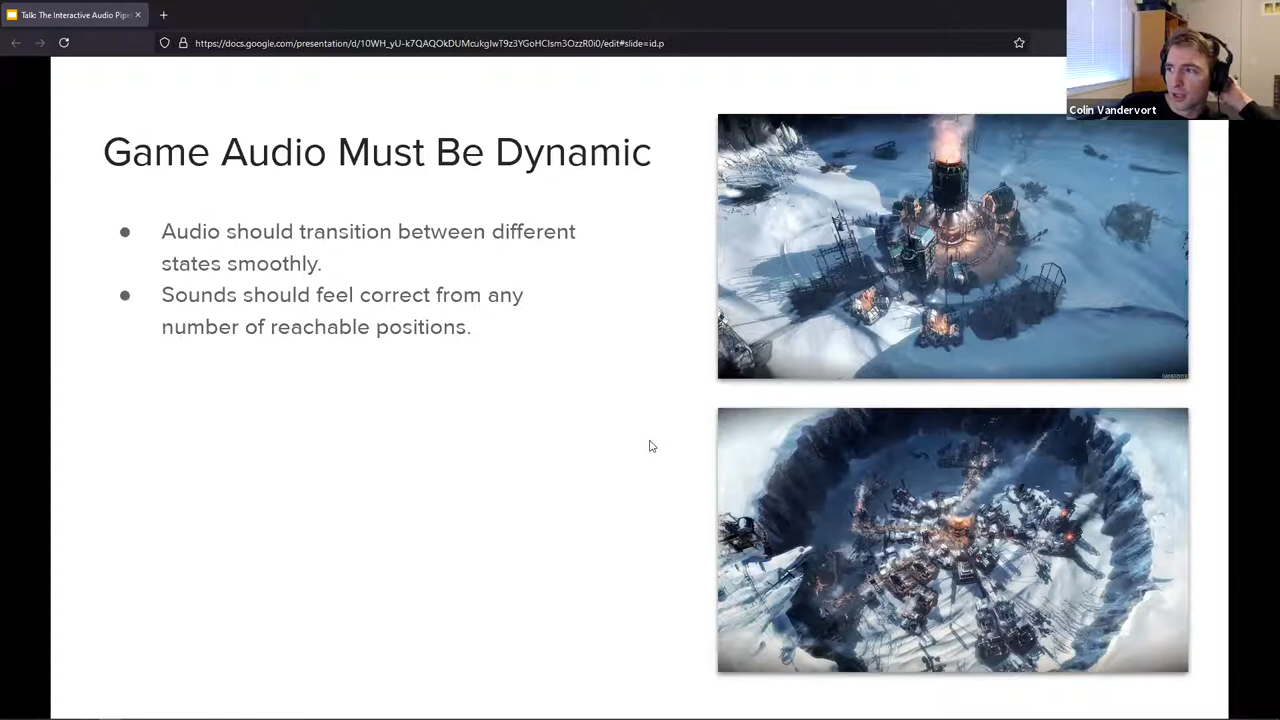 Talk: The Interactive Audio Pipe
https://docs.google.com/presentation/d/10WH_yU-k7QAQOkDUMcukgIwT9z3YGoHCIsm3OzzR0i0/edit#slide=id.p
Colin Vandervort
Game Audio Must Be Dynamic
● Audio should transition between different
states smoothly.
● Sounds should feel correct from any
number of reachable positions.